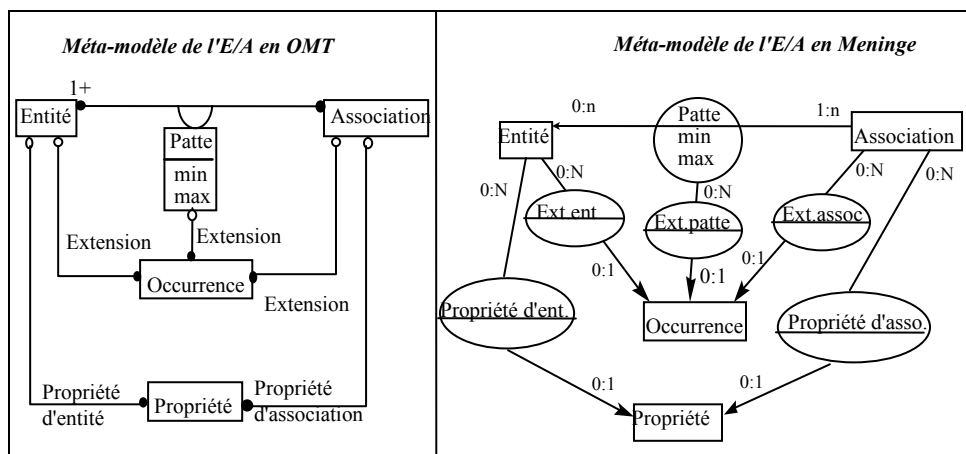 Méta-modèle de l'E/A en OMT
1+
Entité
Association
Patte
min
max
Extension
Extension
Occurrence
Extension
Propriété
d'entité
Propriété
Propriété
d'association
Méta-modèle de l'E/A en Meninge
0:n
Patte
min
max
1:n
Entité
Association
0:N
0:N
0:N
0:N
0:N
Ext.ent
Ext.patte
Ext.assoc
0:1
0:1
0:1
Propriété d'ent.
Occurrence
Propriété d'asso.
0:1
0:1
Propriété